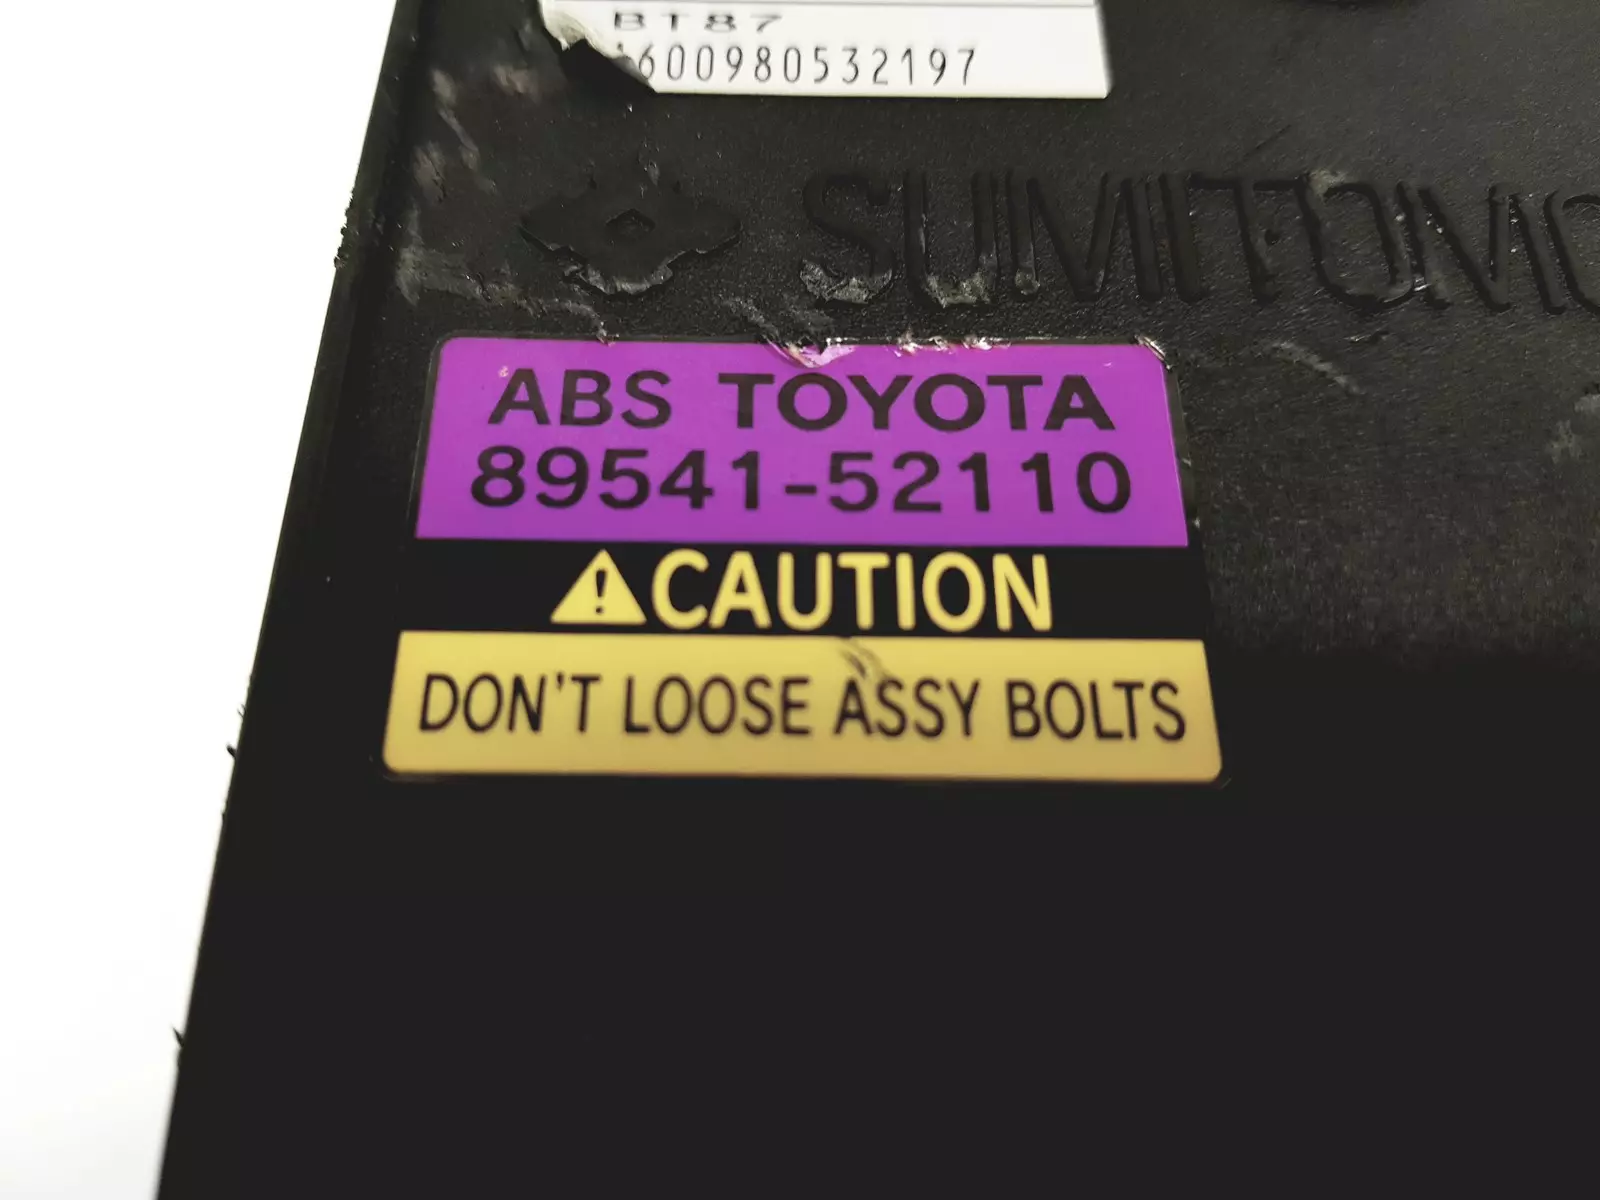 BT87
600980532197
SUMITOMO
ABS TOYOTA
89541-52110
CAUTION
DON'T LOOSE ASSY BOLTS